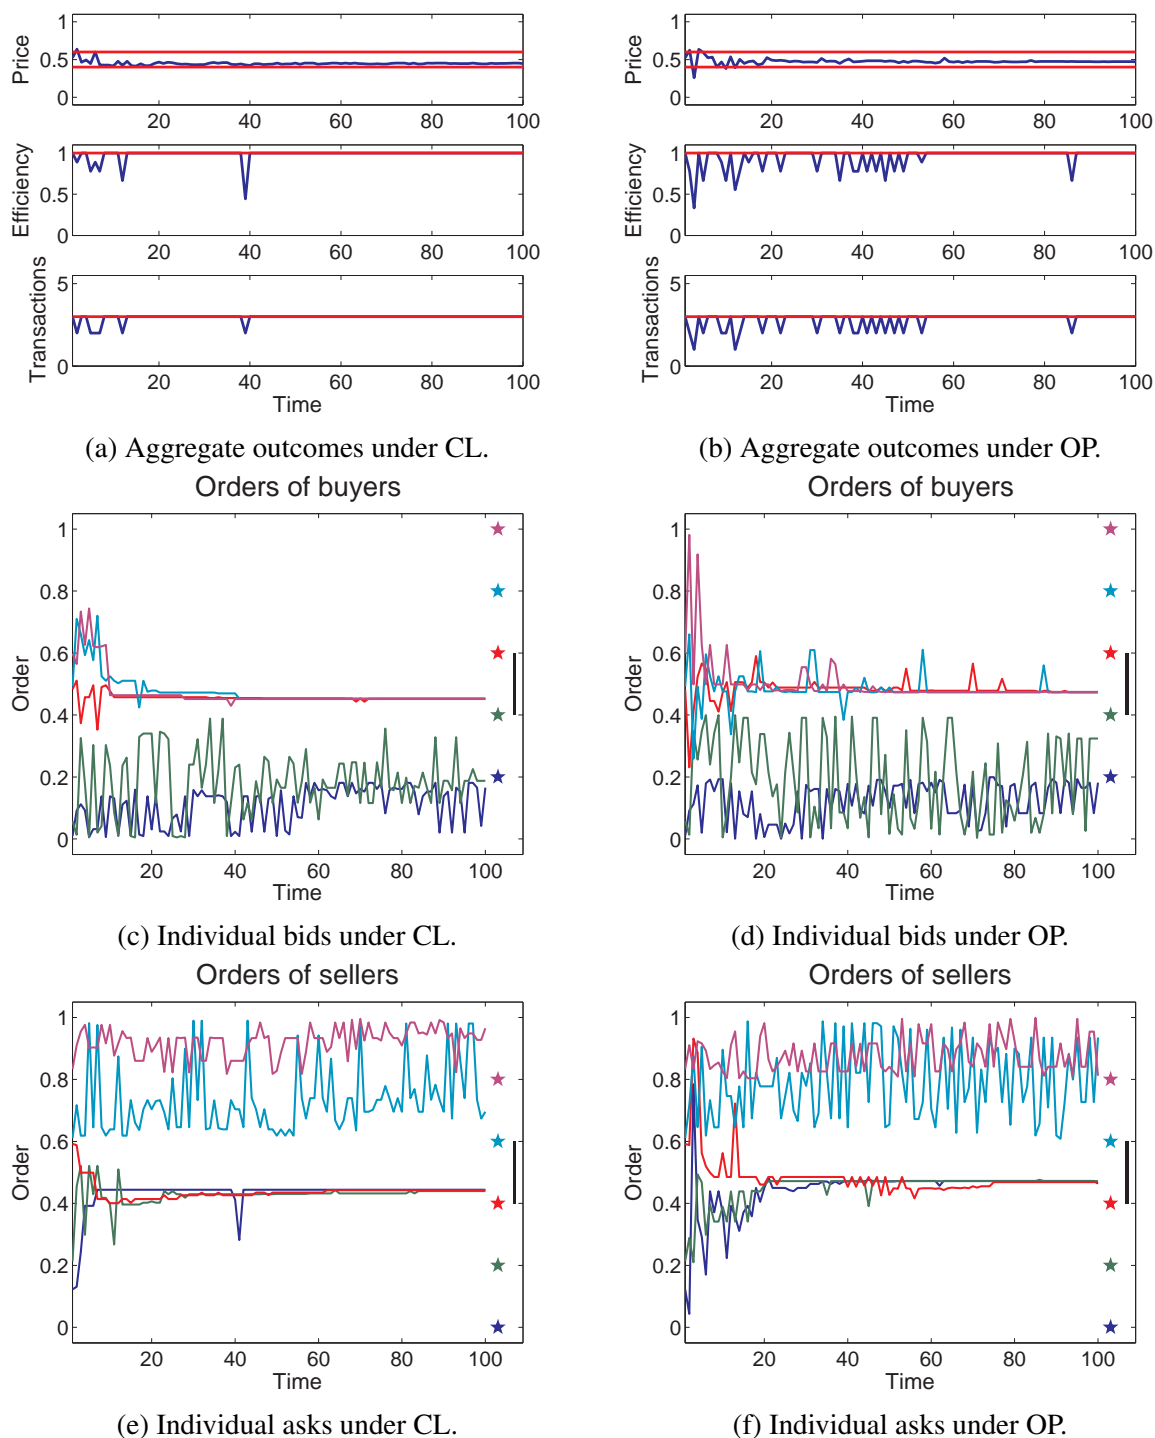 Price
1
0.5
0
20 40 60 80 100
Efficiency
1
0.5
0
20 40 60 80 100
Transactions
5
0
20 40 60 80 100
Time
(a) Aggregate outcomes under CL.
Price
1
0.5
0
20 40 60 80 100
Efficiency
1
0.5
0
20 40 60 80 100
Transactions
5
0
20 40 60 80 100
Time
(b) Aggregate outcomes under OP.
Orders of buyers
Order
1
0.8
0.6
0.4
0.2
0
20 40 60 80 100
Time
(c) Individual bids under CL.
Orders of buyers
Order
1
0.8
0.6
0.4
0.2
0
20 40 60 80 100
Time
(d) Individual bids under OP.
Orders of sellers
Order
1
0.8
0.6
0.4
0.2
0
20 40 60 80 100
Time
(e) Individual asks under CL.
Orders of sellers
Order
1
0.8
0.6
0.4
0.2
0
20 40 60 80 100
Time
(f) Individual asks under OP.